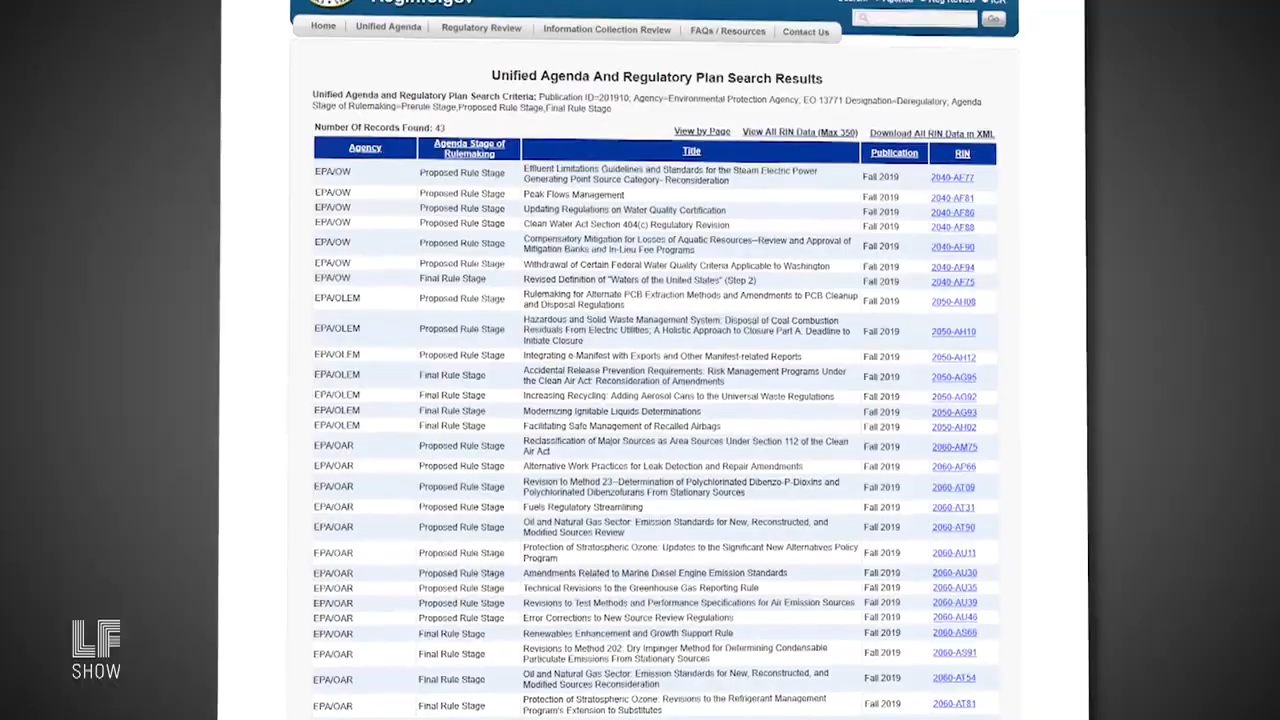 Home Unified Agenda Regulatory Review Information Collection Review FAQs / Resources Contact Us
Go
Unified Agenda And Regulatory Plan Search Results
Unified Agenda and Regulatory Plan Search Criteria: Publication ID=201910; Agency=Environmental Protection Agency; EO 13771 Designation=Deregulatory; Agenda
Stage of Rulemaking=Prerule Stage,Proposed Rule Stage,Final Rule Stage
Number Of Records Found: 43
View by Page View All RIN Data (Max 350) Download All RIN Data in XML
Agency Agenda Stage of Rulemaking Title Publication RIN
EPA/OW Proposed Rule Stage Effluent Limitations Guidelines and Standards for the Steam Electric Power
Generating Point Source Category- Reconsideration Fall 2019 2040-AF77
EPA/OW Proposed Rule Stage Peak Flows Management Fall 2019 2040-AF81
EPA/OW Proposed Rule Stage Updating Regulations on Water Quality Certification Fall 2019 2040-AF86
EPA/OW Proposed Rule Stage Clean Water Act Section 404(c) Regulatory Revision Fall 2019 2040-AF88
EPA/OW Proposed Rule Stage Compensatory Mitigation for Losses of Aquatic Resources--Review and Approval of
Mitigation Banks and In-Lieu Fee Programs Fall 2019 2040-AF90
EPA/OW Proposed Rule Stage Withdrawal of Certain Federal Water Quality Criteria Applicable to Washington Fall 2019 2040-AF94
EPA/OW Final Rule Stage Revised Definition of "Waters of the United States" (Step 2) Fall 2019 2040-AF75
EPA/OLEM Proposed Rule Stage Rulemaking for Alternate PCB Extraction Methods and Amendments to PCB Cleanup
and Disposal Regulations Fall 2019 2050-AH08
EPA/OLEM Proposed Rule Stage Hazardous and Solid Waste Management System: Disposal of Coal Combustion
Residuals From Electric Utilities; A Holistic Approach to Closure Part A: Deadline to
Initiate Closure Fall 2019 2050-AH10
EPA/OLEM Proposed Rule Stage Integrating e-Manifest with Exports and Other Manifest-related Reports Fall 2019 2050-AH12
EPA/OLEM Final Rule Stage Accidental Release Prevention Requirements: Risk Management Programs Under
the Clean Air Act: Reconsideration of Amendments Fall 2019 2050-AG95
EPA/OLEM Final Rule Stage Increasing Recycling: Adding Aerosol Cans to the Universal Waste Regulations Fall 2019 2050-AG92
EPA/OLEM Final Rule Stage Modernizing Ignitable Liquids Determinations Fall 2019 2050-AG93
EPA/OLEM Final Rule Stage Facilitating Safe Management of Recalled Airbags Fall 2019 2050-AH02
EPA/OAR Proposed Rule Stage Reclassification of Major Sources as Area Sources Under Section 112 of the Clean
Air Act Fall 2019 2060-AM75
EPA/OAR Proposed Rule Stage Alternative Work Practices for Leak Detection and Repair Amendments Fall 2019 2060-AP66
EPA/OAR Proposed Rule Stage Revision to Method 23--Determination of Polychlorinated Dibenzo-P-Dioxins and
Polychlorinated Dibenzofurans From Stationary Sources Fall 2019 2060-AT09
EPA/OAR Proposed Rule Stage Fuels Regulatory Streamlining Fall 2019 2060-AT31
EPA/OAR Proposed Rule Stage Oil and Natural Gas Sector: Emission Standards for New, Reconstructed, and
Modified Sources Review Fall 2019 2060-AT90
EPA/OAR Proposed Rule Stage Protection of Stratospheric Ozone: Updates to the Significant New Alternatives Policy
Program Fall 2019 2060-AU11
EPA/OAR Proposed Rule Stage Amendments Related to Marine Diesel Engine Emission Standards Fall 2019 2060-AU30
EPA/OAR Proposed Rule Stage Technical Revisions to the Greenhouse Gas Reporting Rule Fall 2019 2060-AU35
EPA/OAR Proposed Rule Stage Revisions to Test Methods and Performance Specifications for Air Emission Sources Fall 2019 2060-AU39
EPA/OAR Proposed Rule Stage Error Corrections to New Source Review Regulations Fall 2019 2060-AU46
EPA/OAR Final Rule Stage Renewables Enhancement and Growth Support Rule Fall 2019 2060-AS66
EPA/OAR Final Rule Stage Revisions to Method 202: Dry Impinger Method for Determining Condensable
Particulate Emissions From Stationary Sources Fall 2019 2060-AS91
EPA/OAR Final Rule Stage Oil and Natural Gas Sector: Emission Standards for New, Reconstructed, and
Modified Sources Reconsideration Fall 2019 2060-AT54
EPA/OAR Final Rule Stage Protection of Stratospheric Ozone: Revisions to the Refrigerant Management
Program's Extension to Substitutes Fall 2019 2060-AT81
LF
SHOW